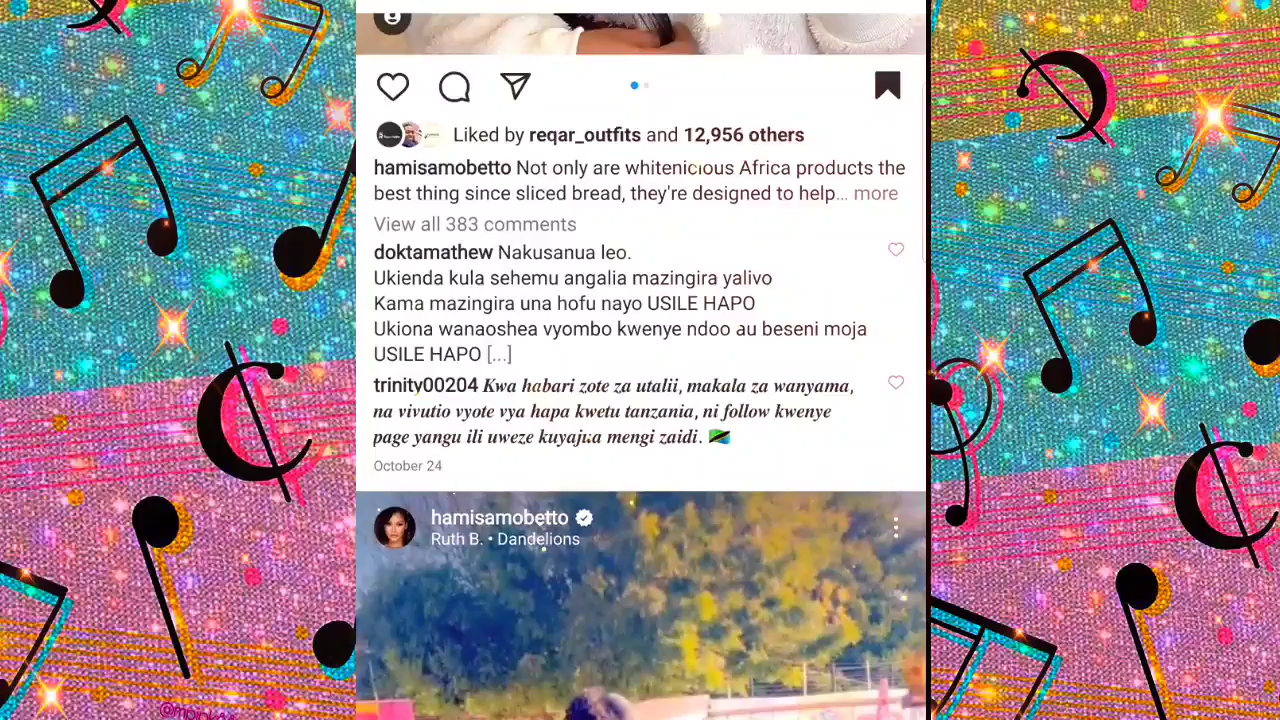 Liked by reqar_outfits and 12,956 others
hamisamobetto Not only are whitenicious Africa products the
best thing since sliced bread, they're designed to help... more
View all 383 comments
doktamathew Nakusanua leo.
Ukienda kula sehemu angalia mazingira yalivo
Kama mazingira una hofu nayo USILE HAPO
Ukiona wanaoshea vyombo kwenye ndoo au beseni moja
USILE HAPO [...]
trinity00204 Kwa habari zote za utalii, makala za wanyama,
na vivutio vyote vya hapa kwetu tanzania, ni follow kwenye
page yangu ili uweze kuyajua mengi zaidi. 🇹🇿
October 24
hamisamobetto
Ruth B. • Dandelions